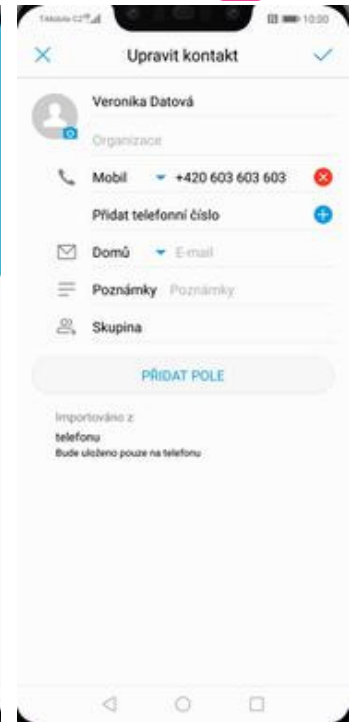 T-Mobile CZ 10:20
Upravit kontakt
Veronika Datová
Organizace
Mobil +420 603 603 603
Přidat telefonní číslo
Domů E-mail
Poznámky Poznámky
Skupina
PŘIDAT POLE
Importováno z
telefonu
Bude uloženo pouze na telefonu